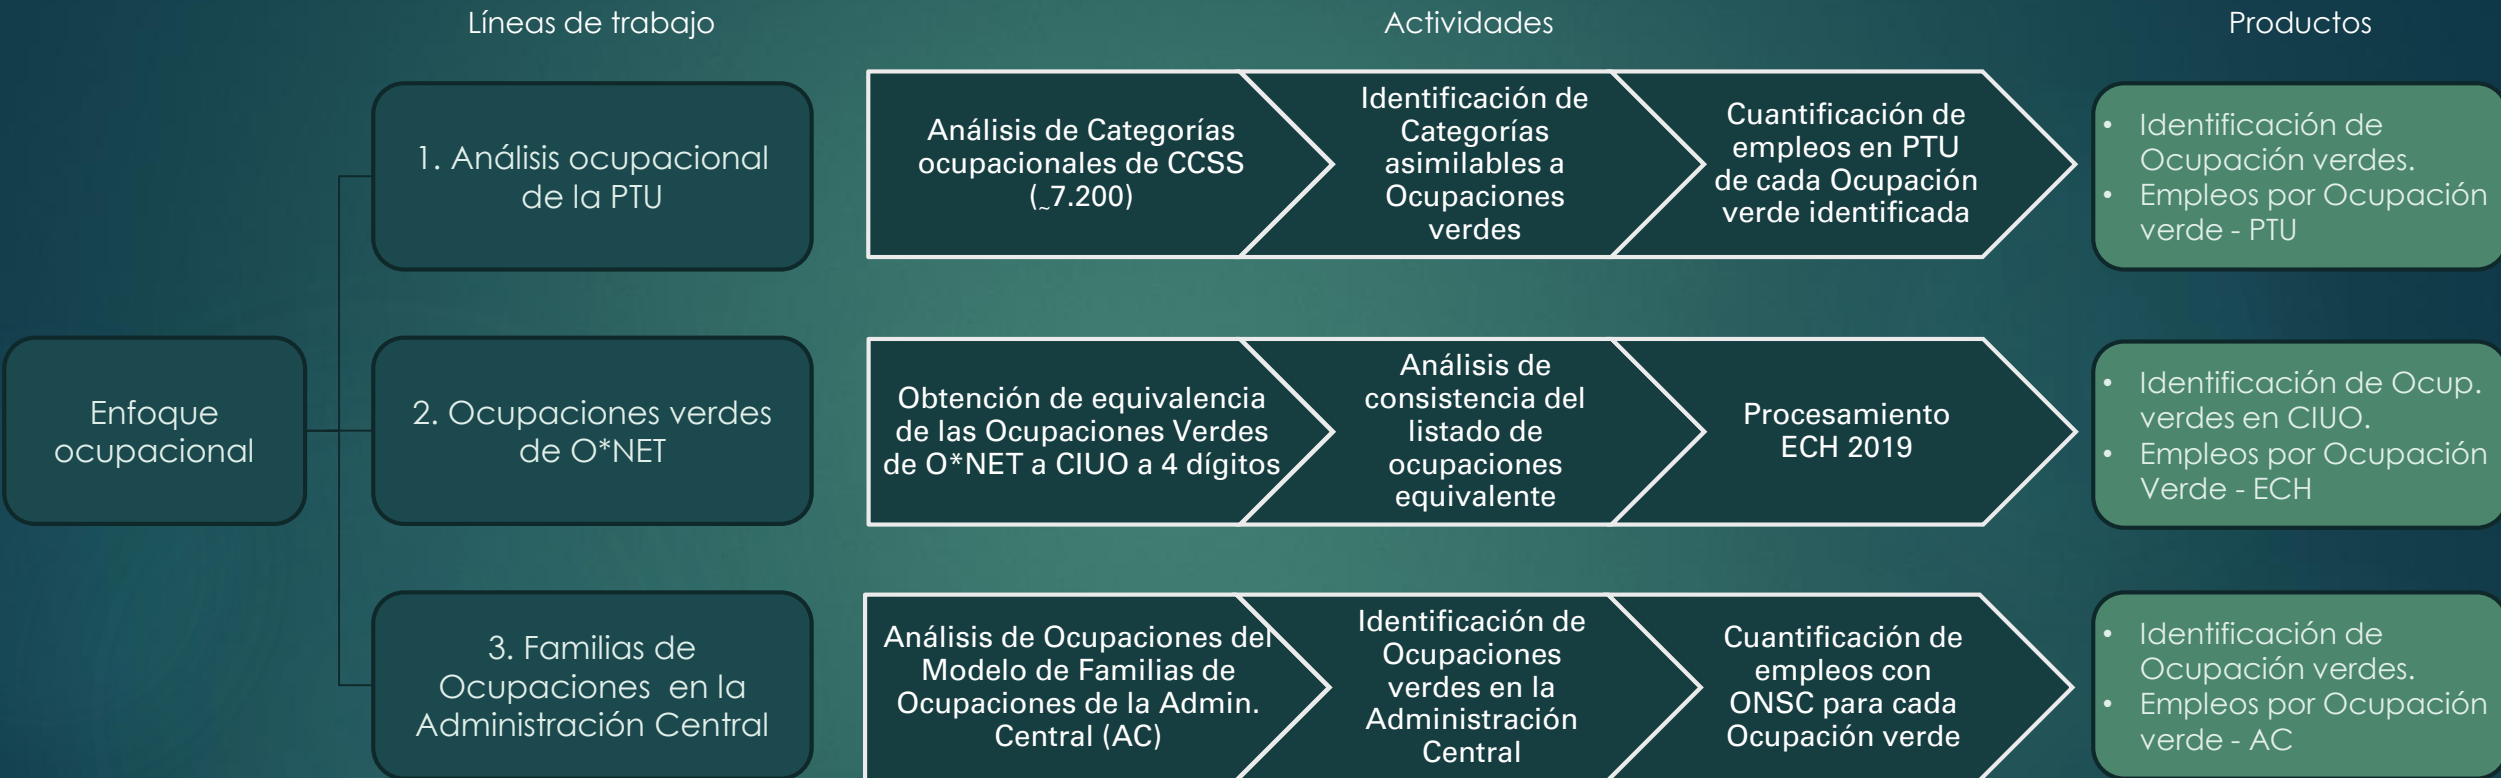 Líneas de trabajo
Actividades
Productos
Enfoque
ocupacional
1. Análisis ocupacional
de la PTU
Análisis de Categorías
ocupacionales de CCSS
(~7.200)
Identificación de
Categorías
asimilables a
Ocupaciones
verdes
Cuantificación de
empleos en PTU
de cada Ocupación
verde identificada
• Identificación de
Ocupación verdes.
• Empleos por Ocupación
verde - PTU
2. Ocupaciones verdes
de O*NET
Obtención de equivalencia
de las Ocupaciones Verdes
de O*NET a CIUO a 4 dígitos
Análisis de
consistencia del
listado de
ocupaciones
equivalente
Procesamiento
ECH 2019
• Identificación de Ocup.
verdes en CIUO.
• Empleos por Ocupación
Verde - ECH
3. Familias de
Ocupaciones en la
Administración Central
Análisis de Ocupaciones del
Modelo de Familias de
Ocupaciones de la Admin.
Central (AC)
Identificación de
Ocupaciones
verdes en la
Administración
Central
Cuantificación de
empleos con
ONSC para cada
Ocupación verde
• Identificación de
Ocupación verdes.
• Empleos por Ocupación
verde - AC